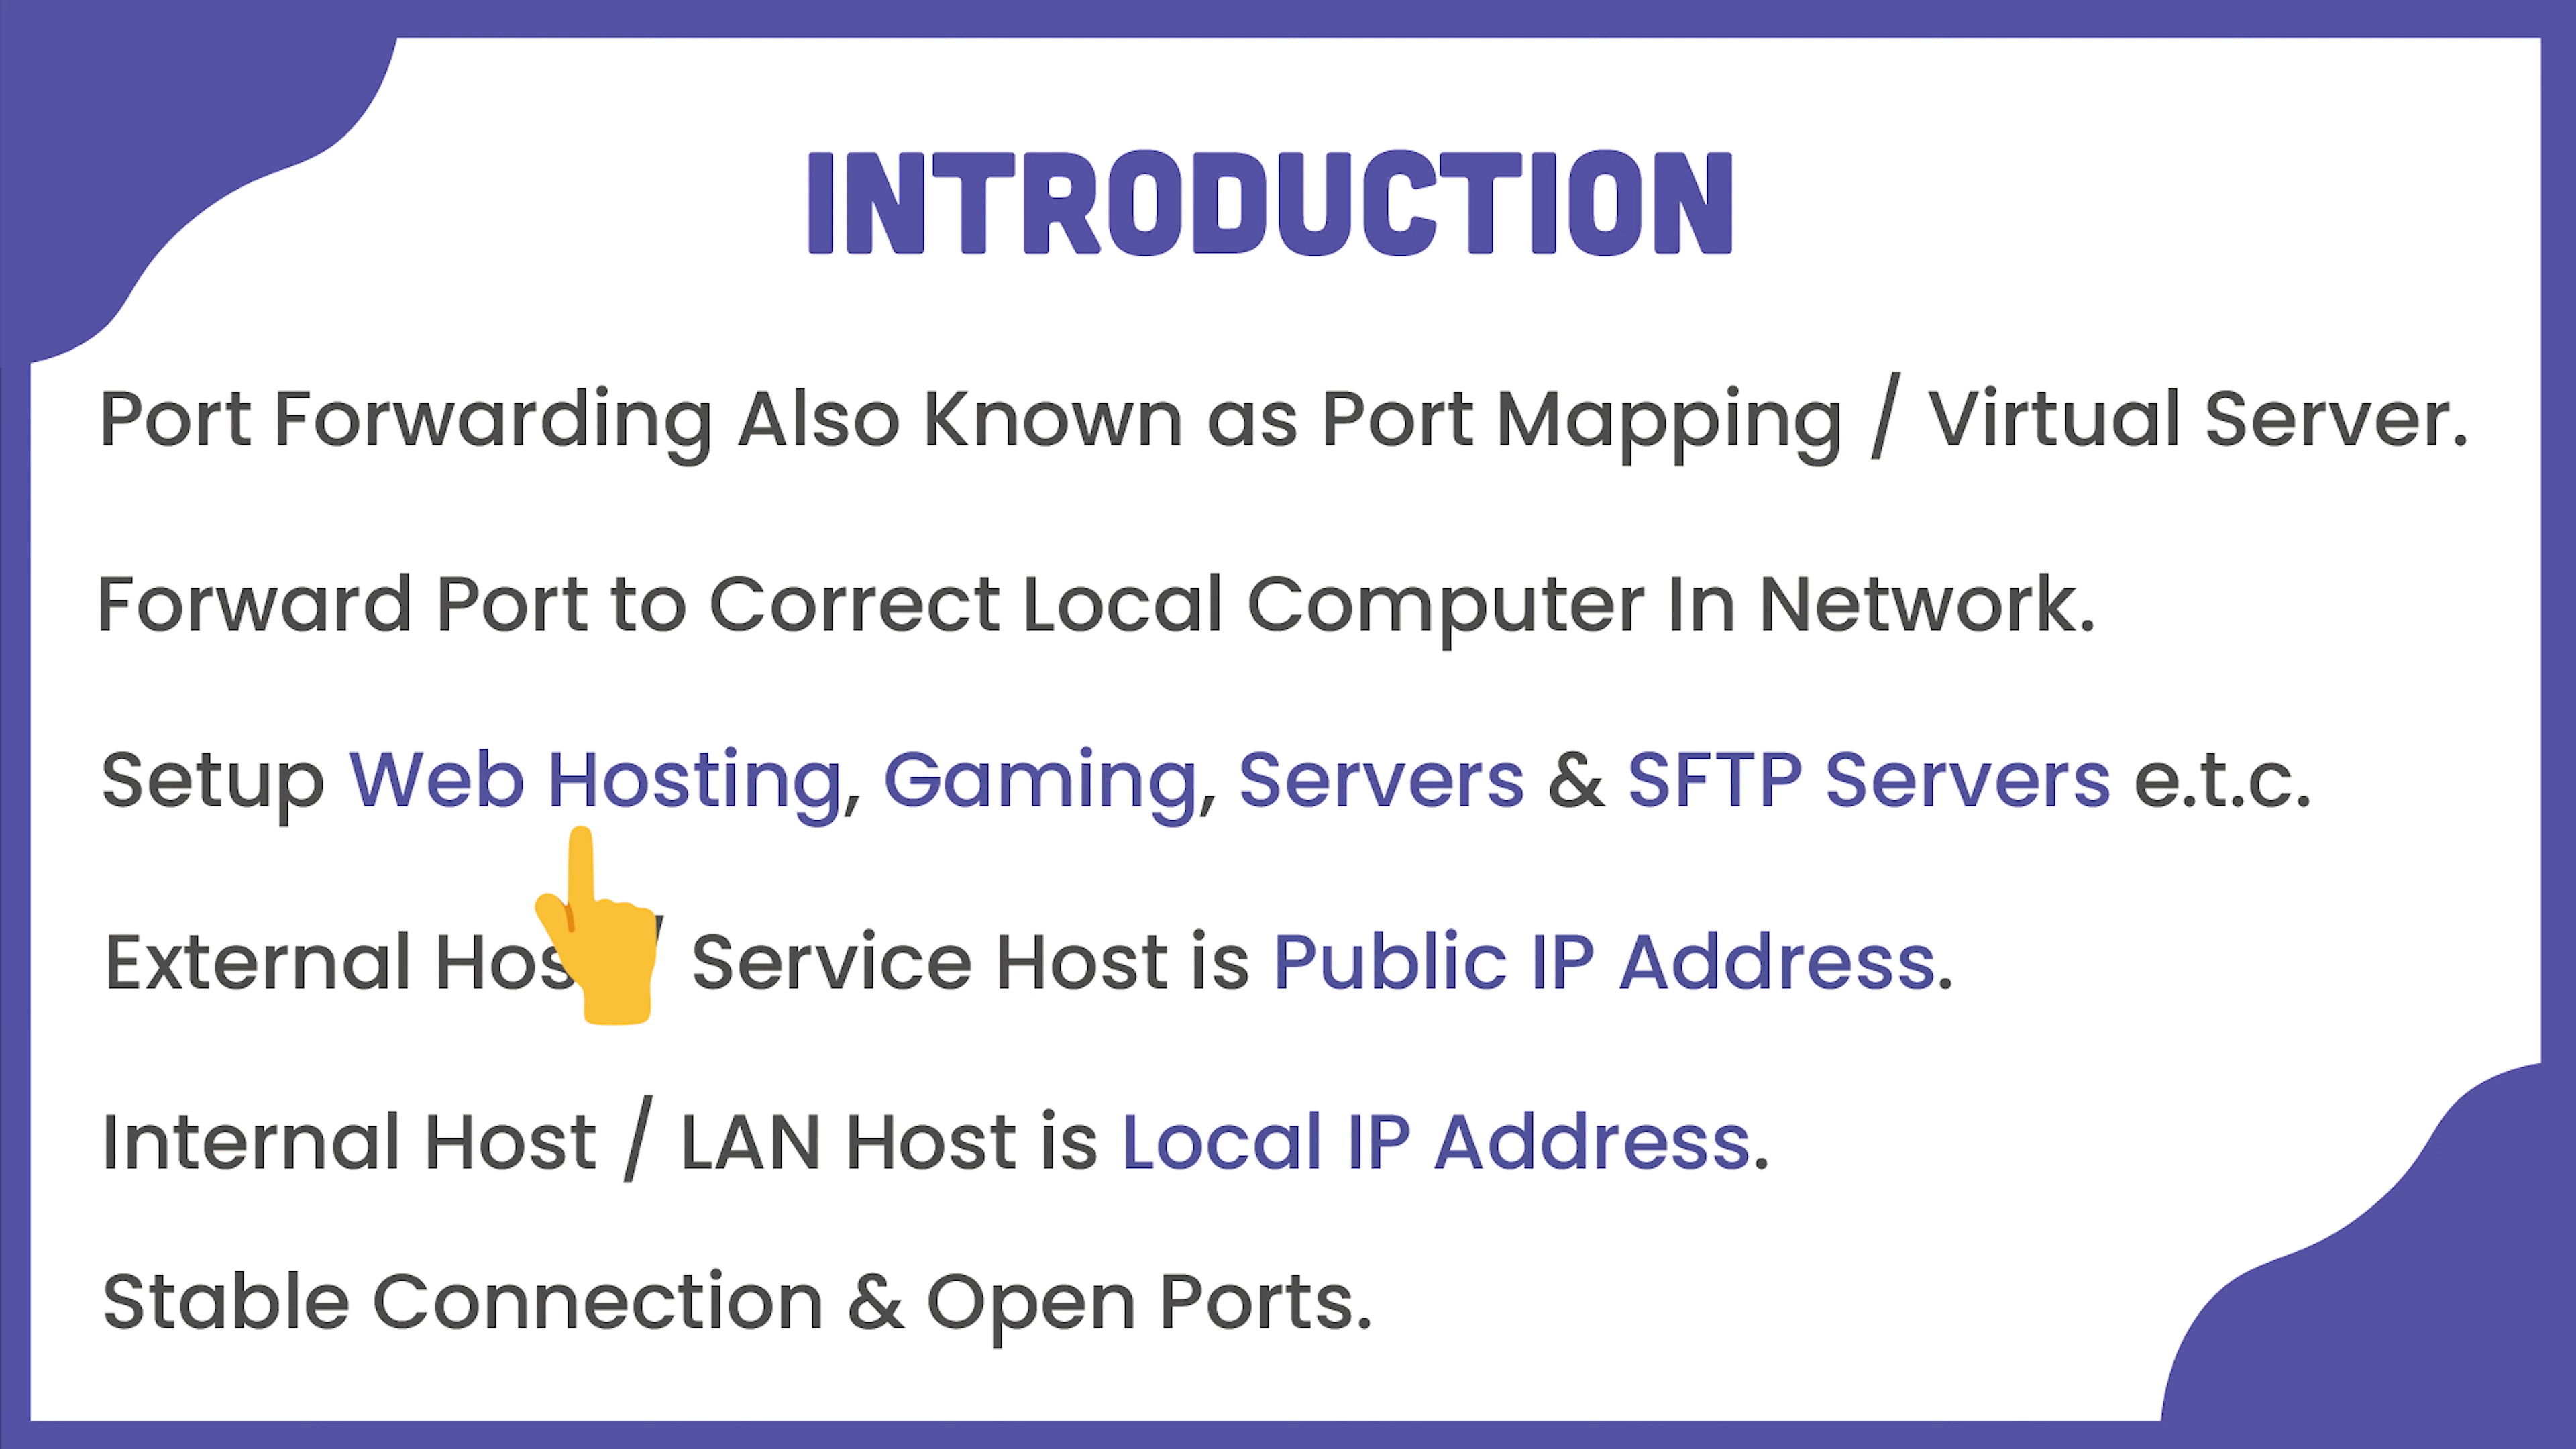 INTRODUCTION
Port Forwarding Also Known as Port Mapping / Virtual Server.
Forward Port to Correct Local Computer In Network.
Setup Web Hosting, Gaming, Servers & SFTP Servers e.t.c.
External Host / Service Host is Public IP Address.
Internal Host / LAN Host is Local IP Address.
Stable Connection & Open Ports.